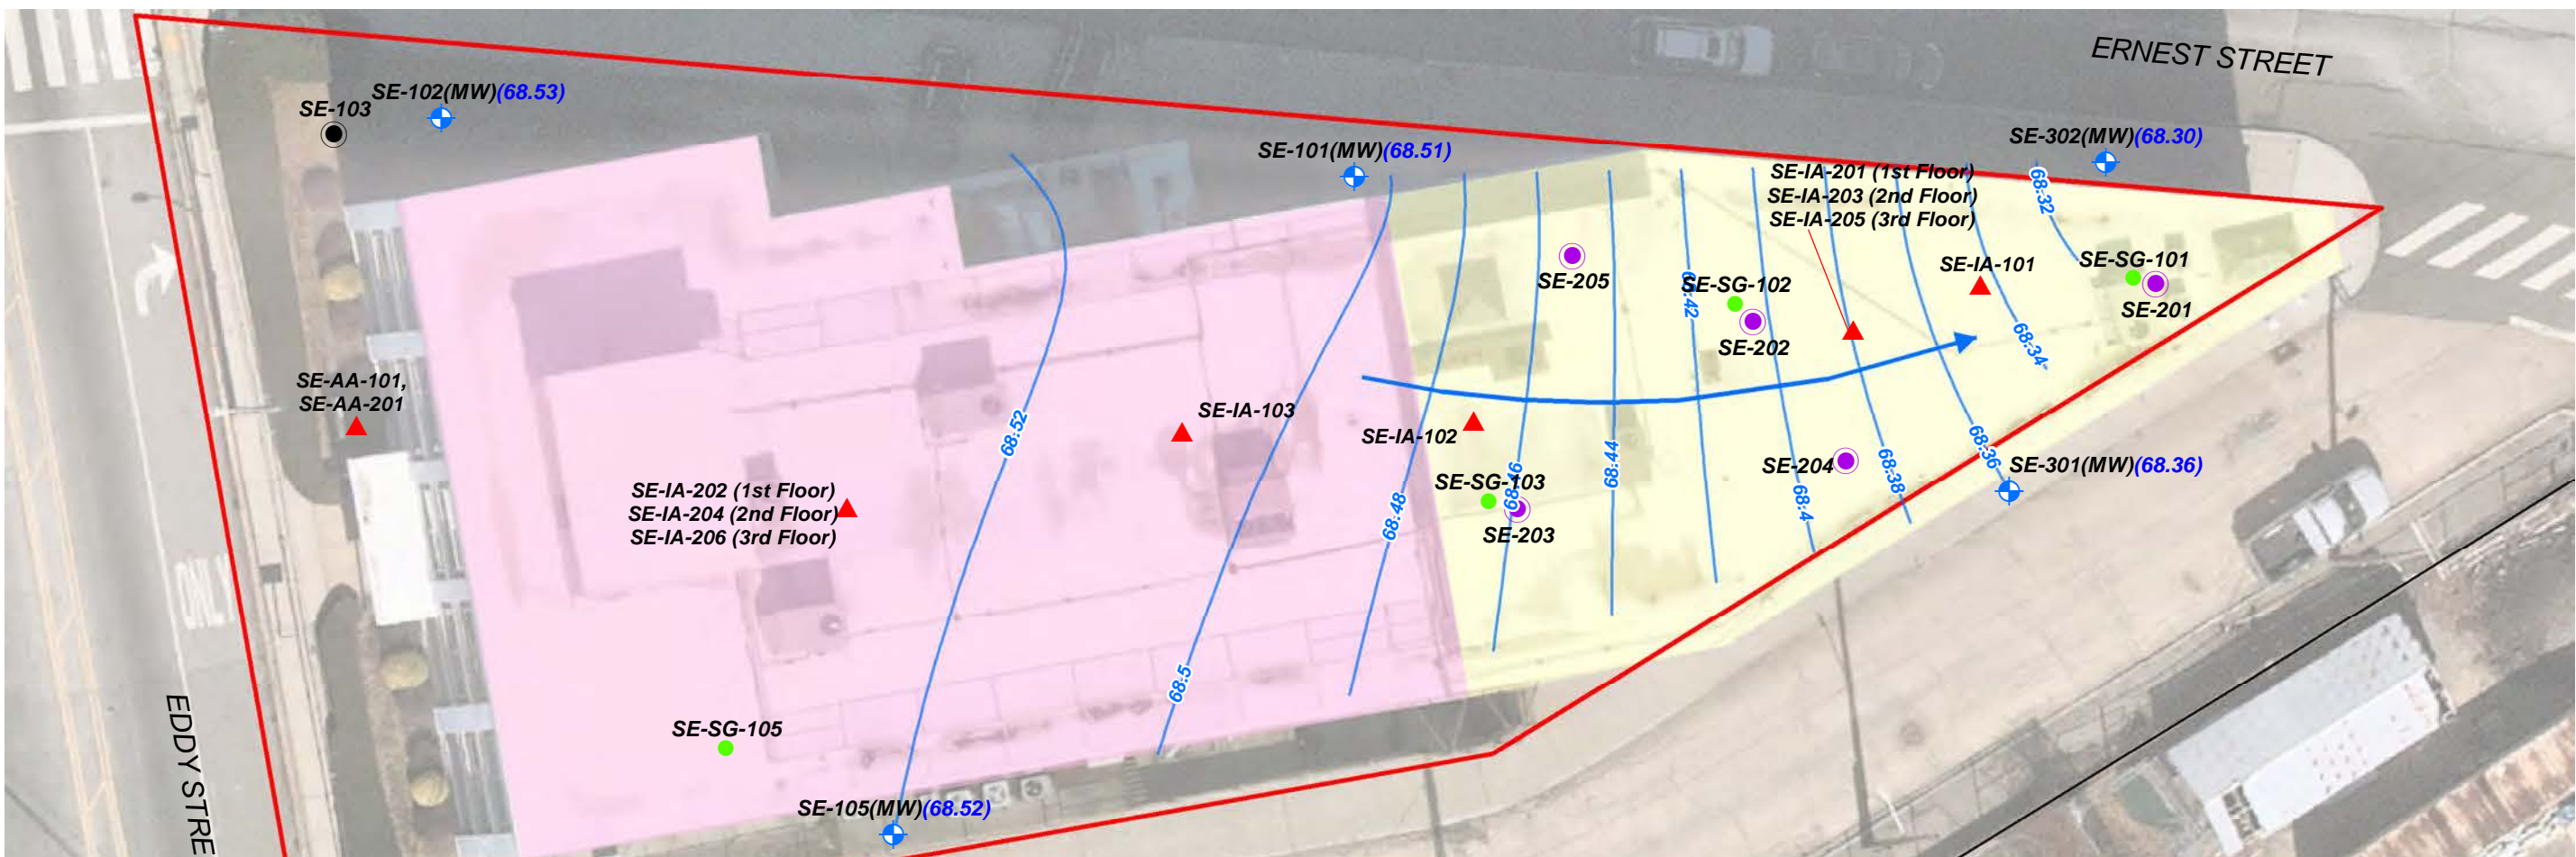 ERNEST STREET
SE-102(MW)(68.53)
SE-103
SE-101(MW)(68.51)
SE-302(MW)(68.30)
SE-IA-201 (1st Floor)
SE-IA-203 (2nd Floor)
SE-IA-205 (3rd Floor)
68.32
SE-IA-101
SE-SG-101
SE-201
SE-205
SE-SG-102
68.42
SE-202
68.34
SE-AA-101,
SE-AA-201
SE-IA-103
SE-IA-102
68.52
68.44
68.36
SE-204
68.38
SE-301(MW)(68.36)
SE-IA-202 (1st Floor)
SE-IA-204 (2nd Floor)
SE-IA-206 (3rd Floor)
SE-SG-103
68.46
68.48
68.4
SE-203
68.5
SE-SG-105
EDDY STRE
SE-105(MW)(68.52)